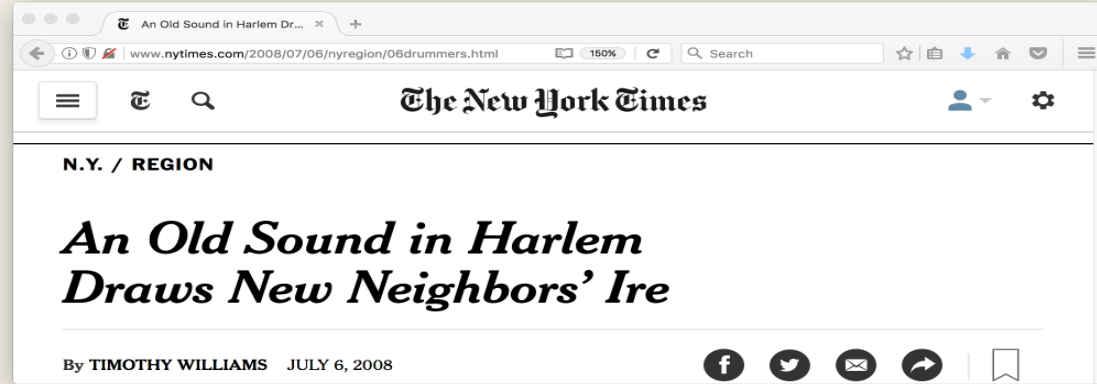 An Old Sound in Harlem Dr... × +
www.nytimes.com/2008/07/06/nyregion/06drummers.html 150% Search
The New York Times
N.Y. / REGION
An Old Sound in Harlem
Draws New Neighbors’ Ire
By TIMOTHY WILLIAMS JULY 6, 2008